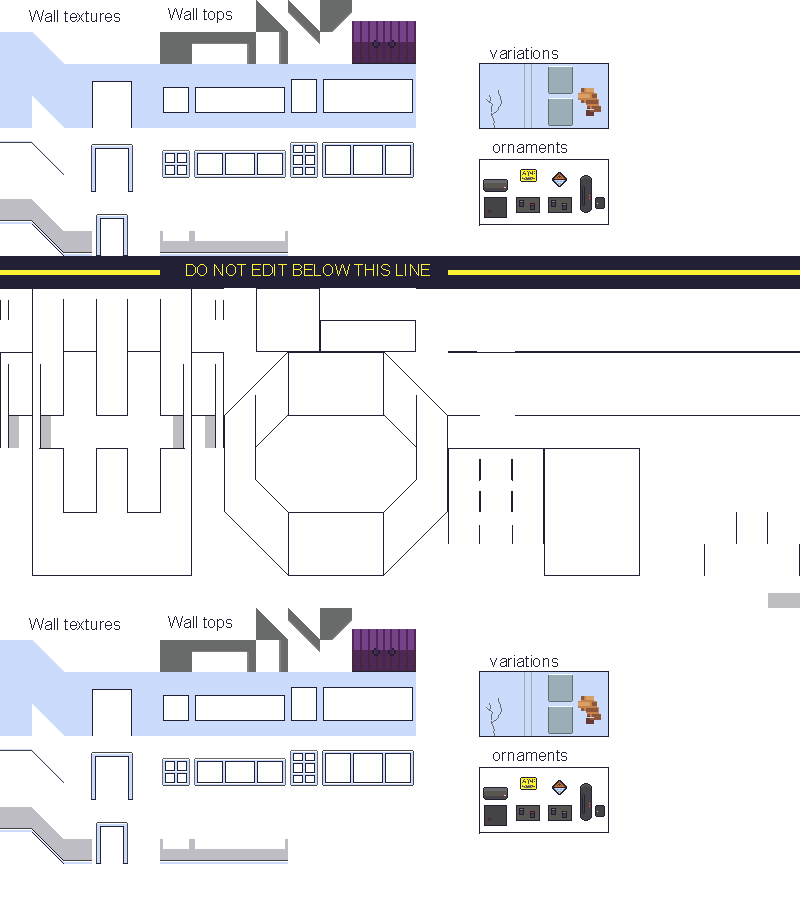 Wall textures
Wall tops
variations
ornaments
DO NOT EDIT BELOW THIS LINE
Wall textures
Wall tops
variations
ornaments